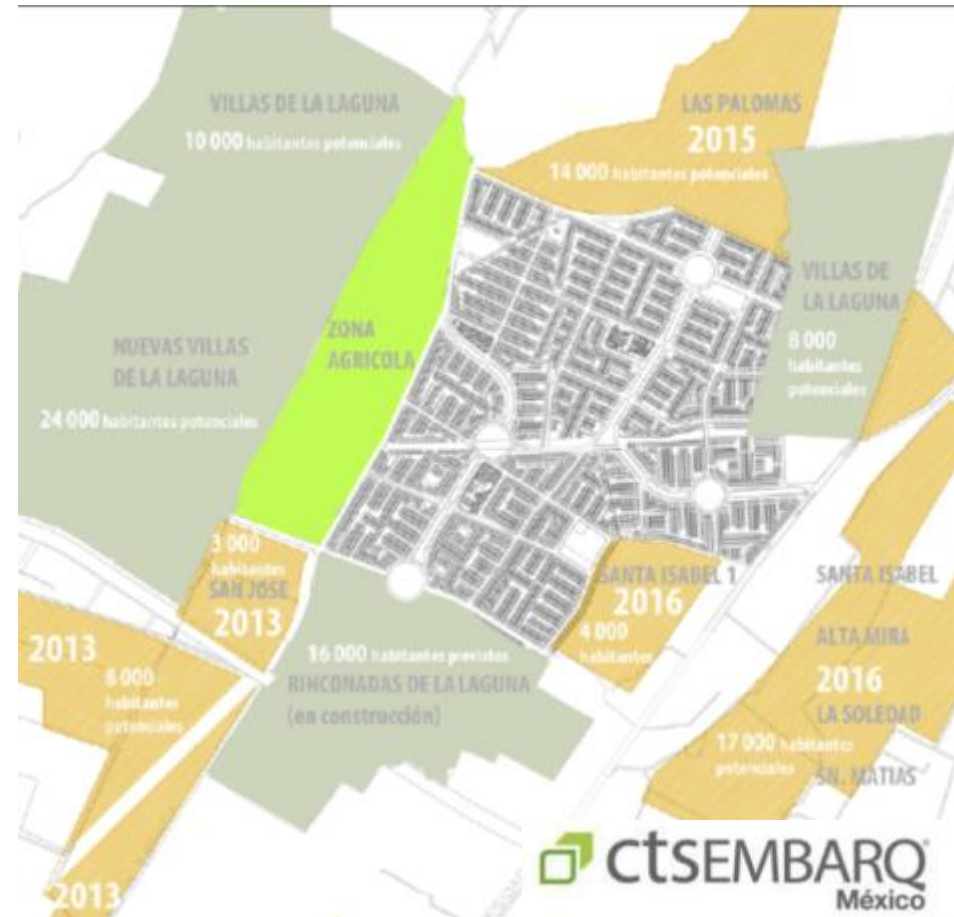 VILLAS DE LA LAGUNA
10 000 habitantes potenciales
LAS PALOMAS
2015
14 000 habitantes potenciales
VILLAS DE
LA LAGUNA
8 000
habitantes
potenciales
ZONA
AGRICOLA
NUEVAS VILLAS
DE LA LAGUNA
24 000 habitantes potenciales
3 000
habitantes
SAN JOSE
2013
SANTA ISABEL 1
2016
4 000
habitantes
SANTA ISABEL
ALTA MIRA
2016
LA SOLEDAD
17 000 habitantes
potenciales
SN. MATIAS
2013
8 000
habitantes
potenciales
16 000 habitantes previstos
RINCONADAS DE LA LAGUNA
(en construcción)
2013
ctsEMBARQ
México